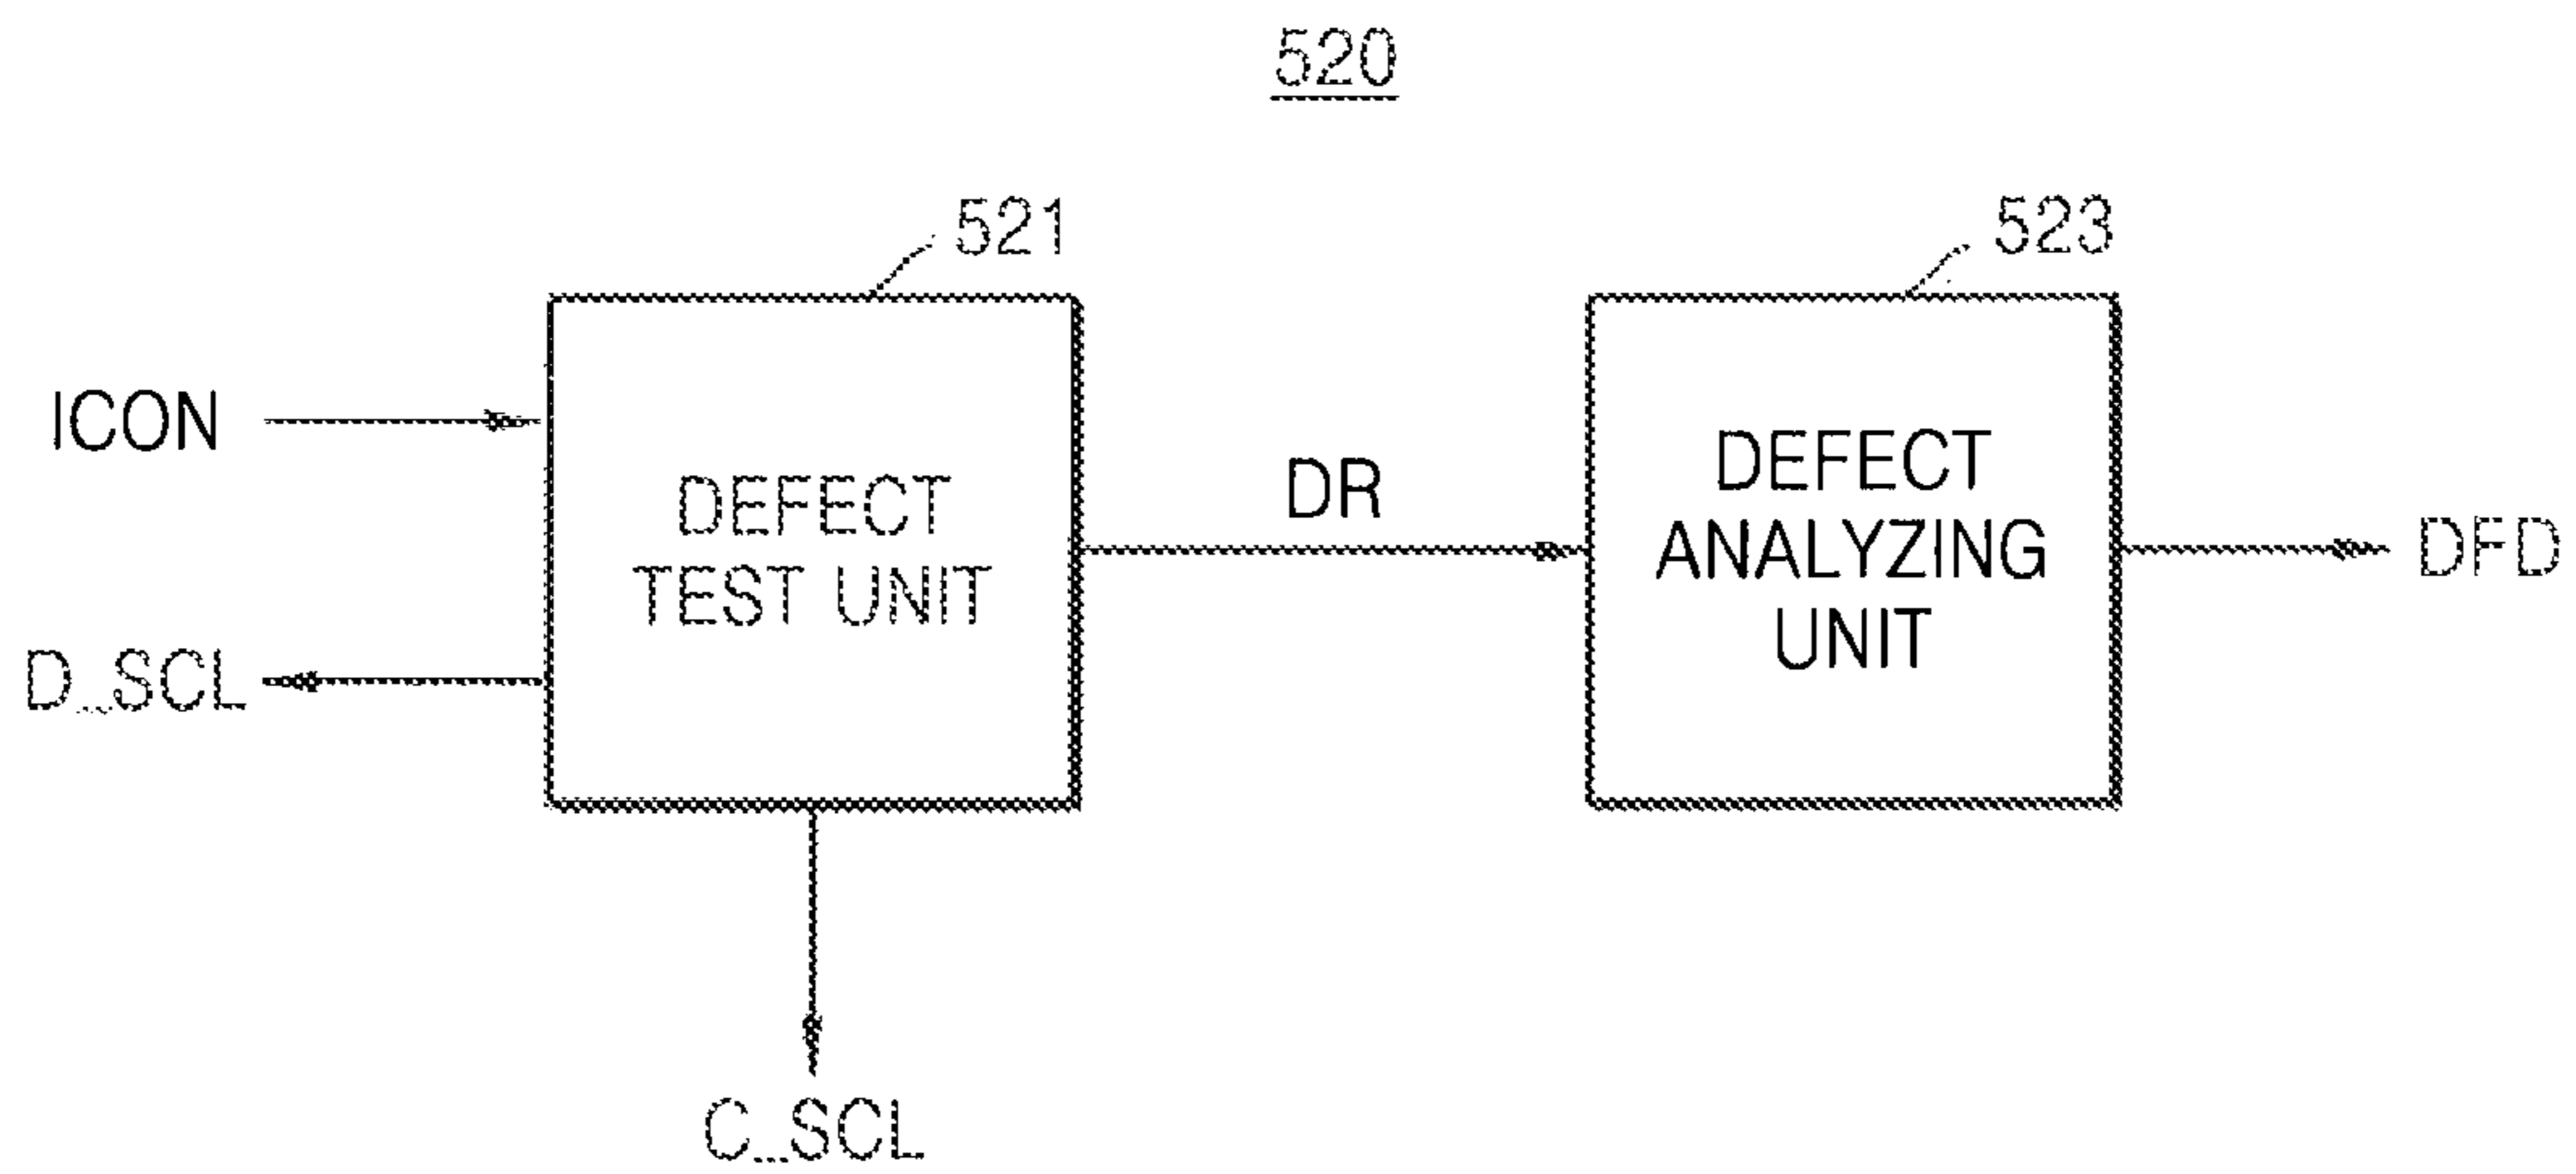 520
521
523
ICON
DEFECT
TEST UNIT
D_SCL
DR
DEFECT
ANALYZING
UNIT
DFD
C_SCL